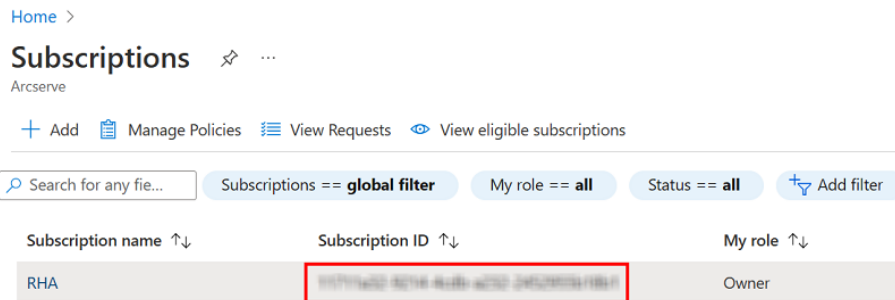 Home >
Subscriptions ...
Arcserve
+ Add Manage Policies View Requests View eligible subscriptions
Search for any fie... Subscriptions == global filter My role == all Status == all Add filter
Subscription name ↑↓ Subscription ID ↑↓ My role ↑↓
RHA Owner